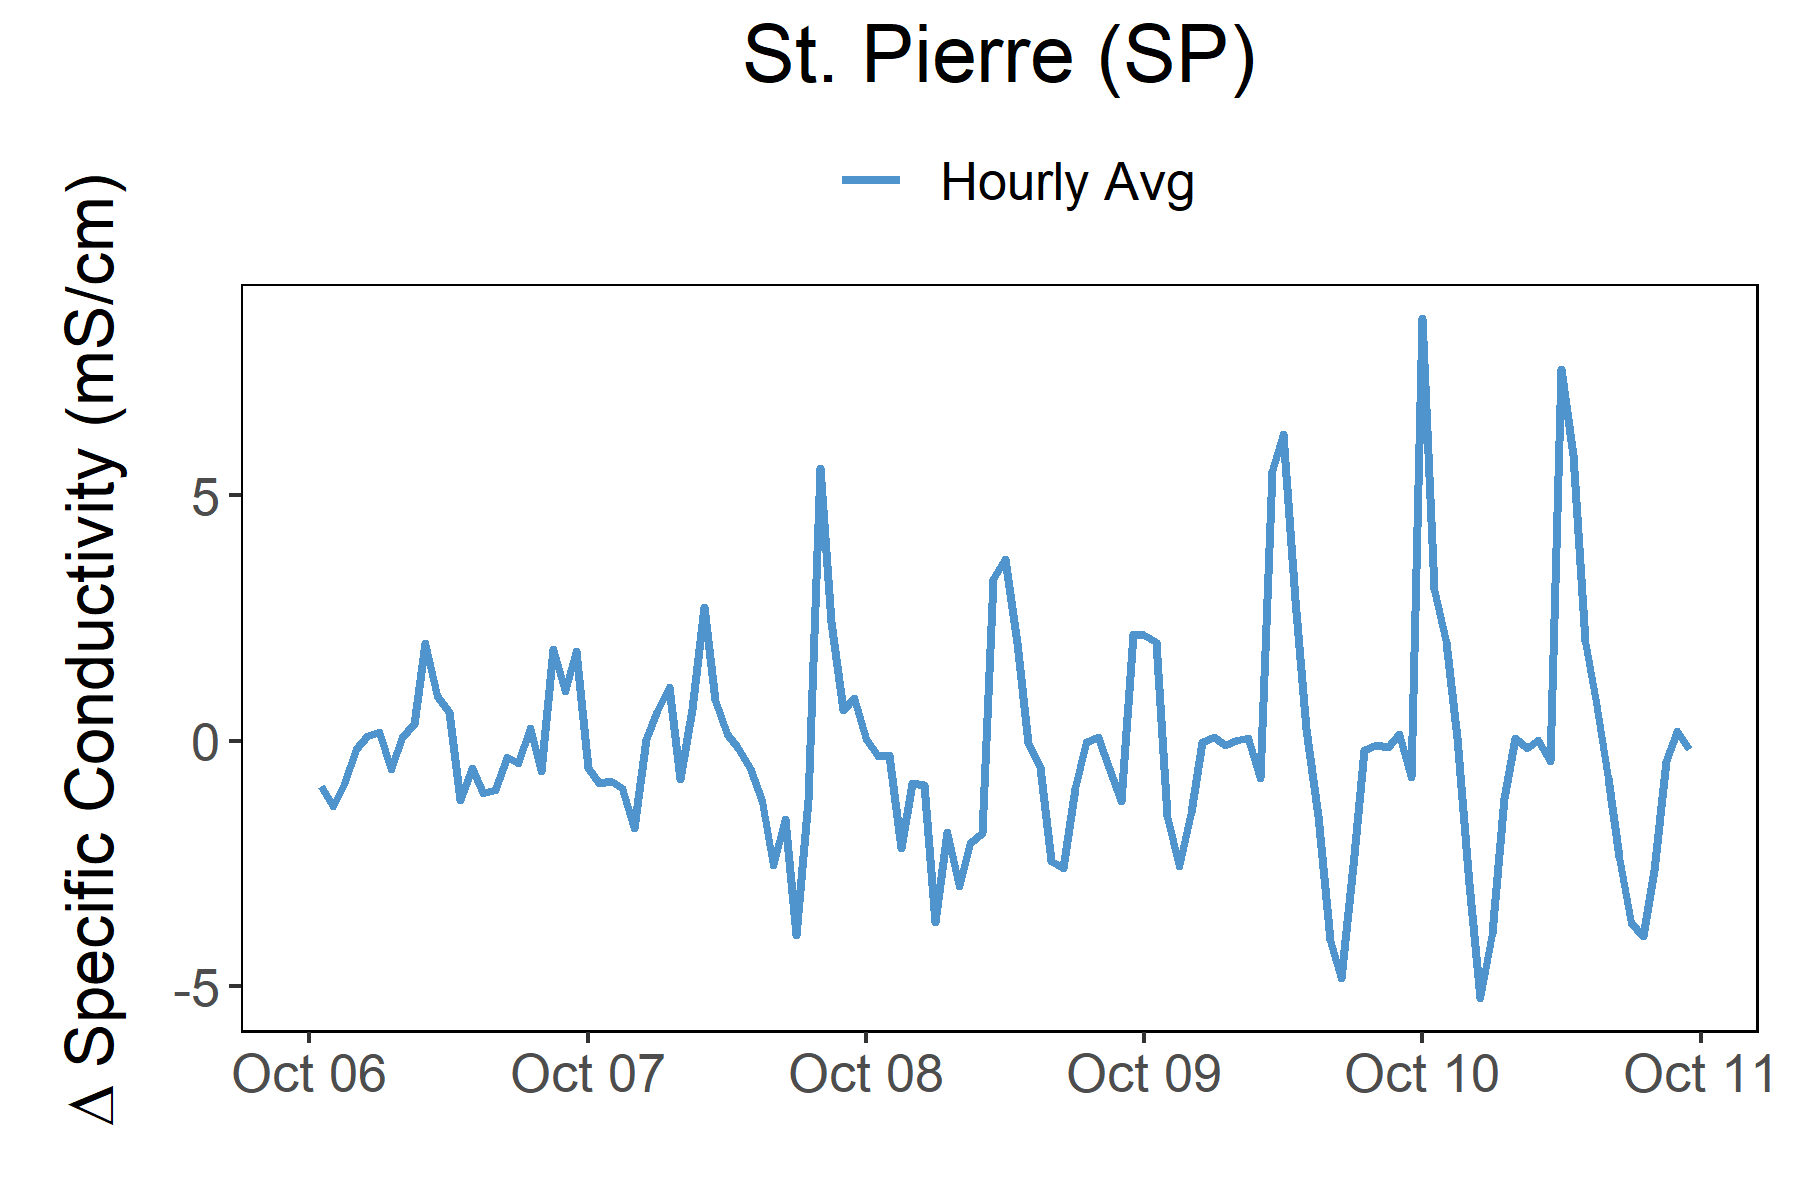 St. Pierre (SP)
Hourly Avg
Δ Specific Conductivity (mS/cm)
5
0
-5
Oct 06
Oct 07
Oct 08
Oct 09
Oct 10
Oct 11